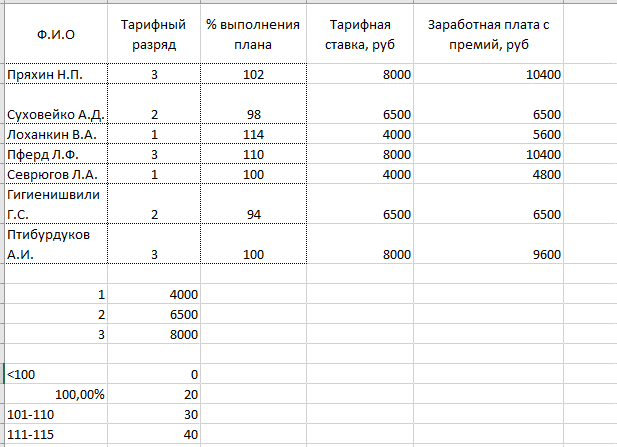 Ф.И.О Тарифный разряд % выполнения плана Тарифная ставка, руб Заработная плата с премий, руб
Пряхин Н.П. 3 102 8000 10400
Суховейко А.Д. 2 98 6500 6500
Лоханкин В.А. 1 114 4000 5600
Пферд Л.Ф. 3 110 8000 10400
Севрюгов Л.А. 1 100 4000 4800
Гигиенишвили
Г.С. 2 94 6500 6500
Птибурдуков
А.И. 3 100 8000 9600
1 4000
2 6500
3 8000
<100 0
100,00% 20
101-110 30
111-115 40